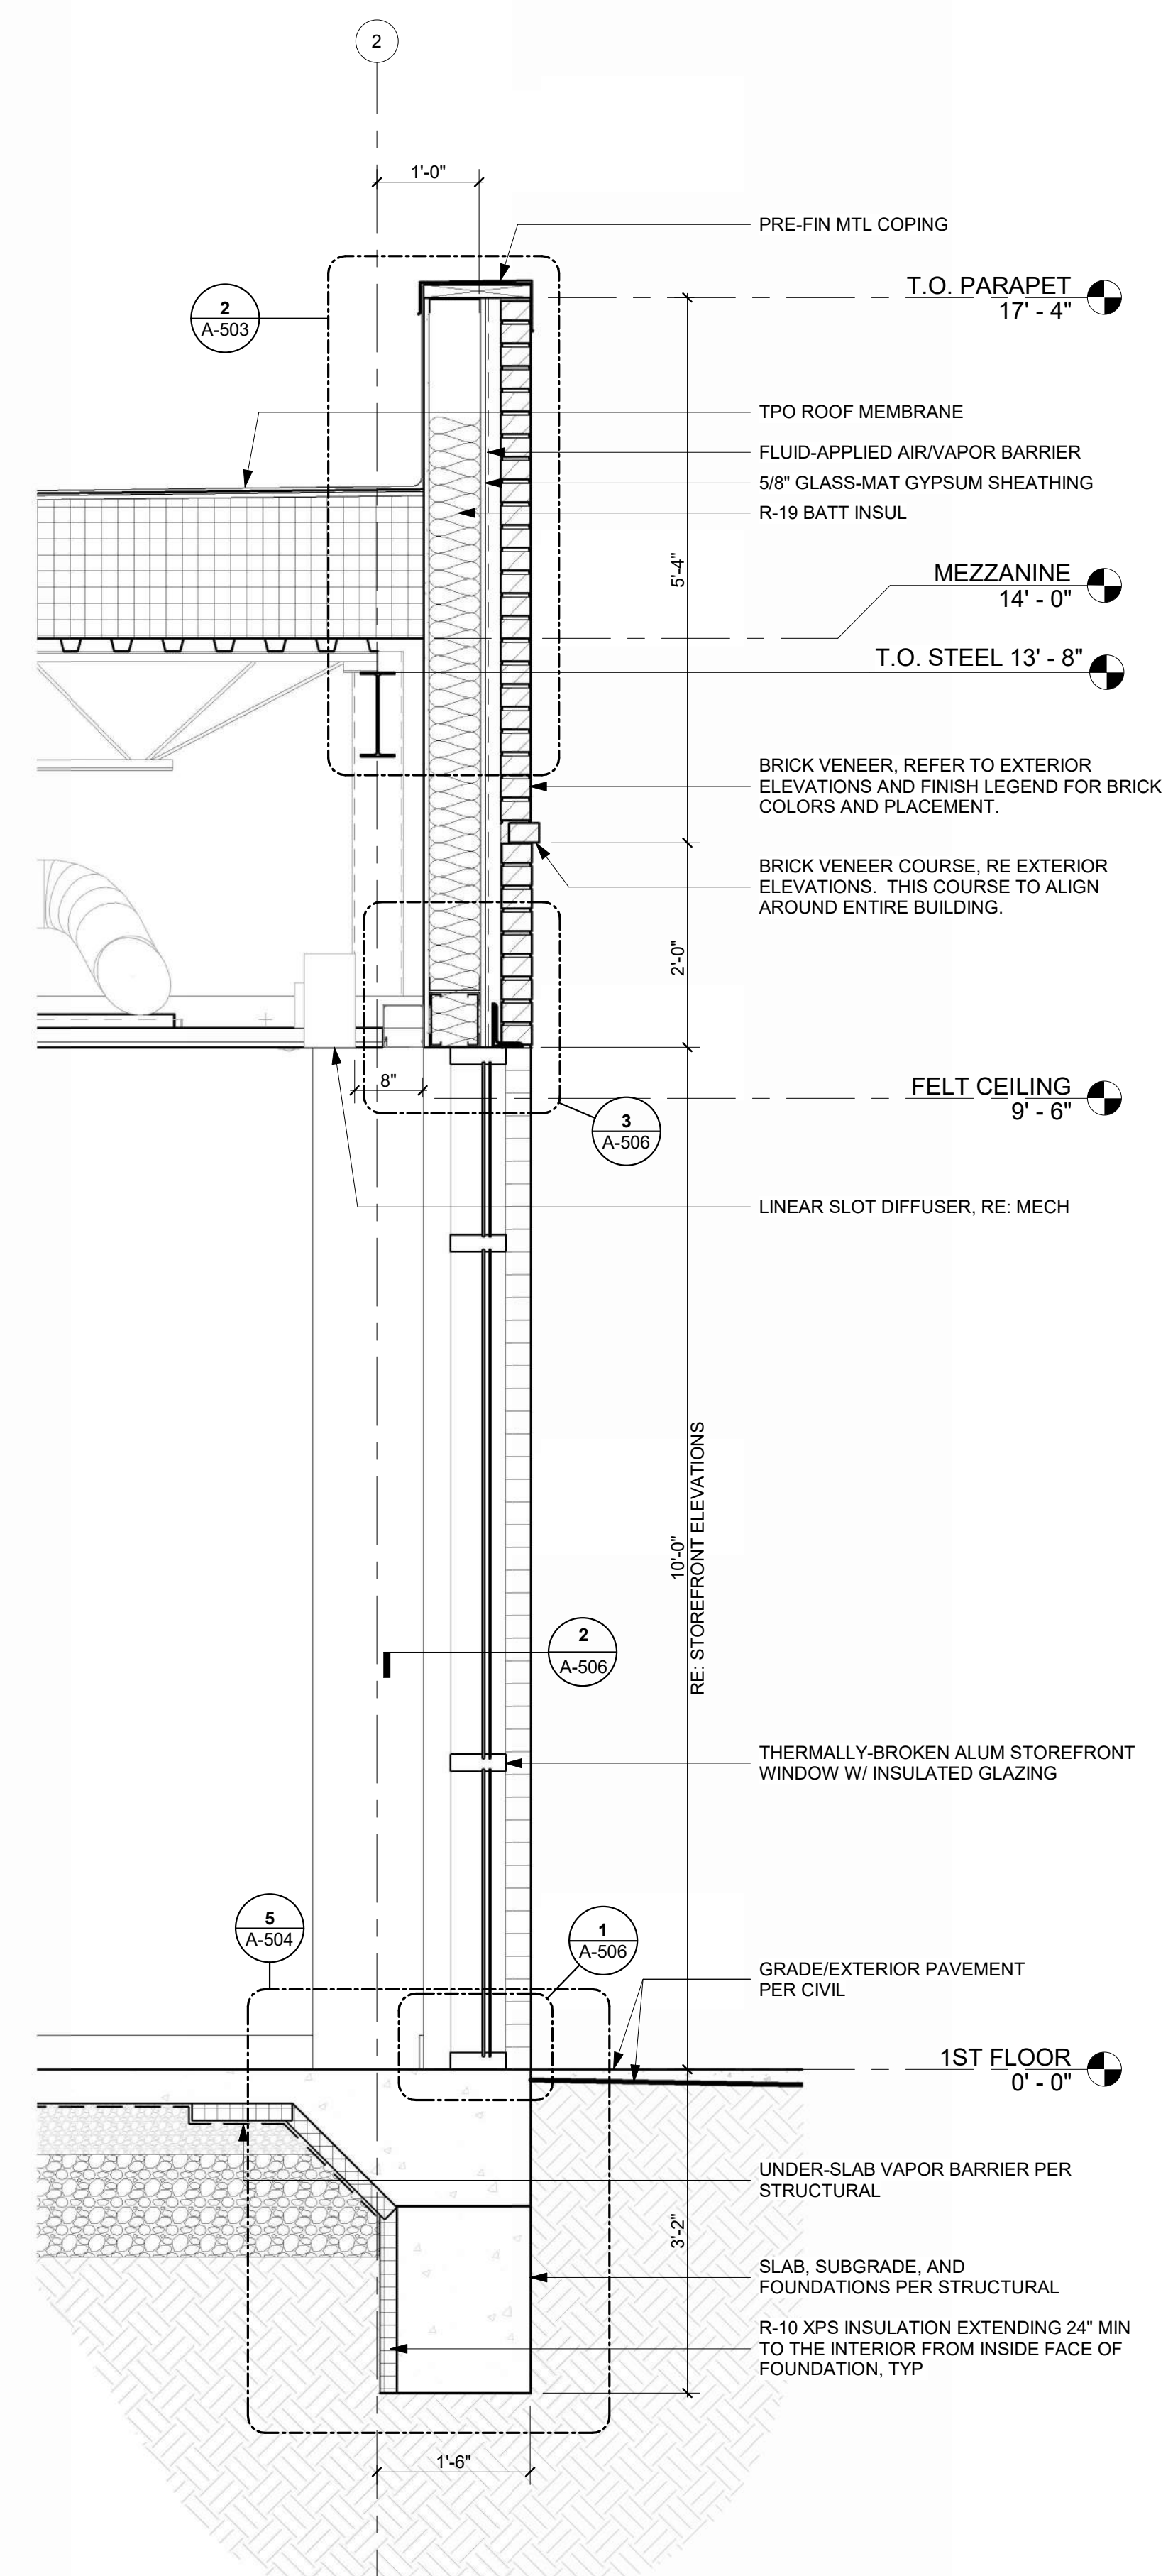 2
1'-0"
PRE-FIN MTL COPING
T.O. PARAPET
17' - 4"
2
A-503
TPO ROOF MEMBRANE
FLUID-APPLIED AIR/VAPOR BARRIER
5/8" GLASS-MAT GYPSUM SHEATHING
R-19 BATT INSUL
5'-4"
MEZZANINE
14' - 0"
T.O. STEEL 13' - 8"
BRICK VENEER, REFER TO EXTERIOR
ELEVATIONS AND FINISH LEGEND FOR BRICK
COLORS AND PLACEMENT.
BRICK VENEER COURSE, RE EXTERIOR
ELEVATIONS. THIS COURSE TO ALIGN
AROUND ENTIRE BUILDING.
2'-0"
8"
FELT CEILING
9' - 6"
3
A-506
LINEAR SLOT DIFFUSER, RE: MECH
10'-0"
RE: STOREFRONT ELEVATIONS
2
A-506
THERMALLY-BROKEN ALUM STOREFRONT
WINDOW W/ INSULATED GLAZING
5
A-504
1
A-506
GRADE/EXTERIOR PAVEMENT
PER CIVIL
1ST FLOOR
0' - 0"
UNDER-SLAB VAPOR BARRIER PER
STRUCTURAL
3'-2"
SLAB, SUBGRADE, AND
FOUNDATIONS PER STRUCTURAL
R-10 XPS INSULATION EXTENDING 24" MIN
TO THE INTERIOR FROM INSIDE FACE OF
FOUNDATION, TYP
1'-6"